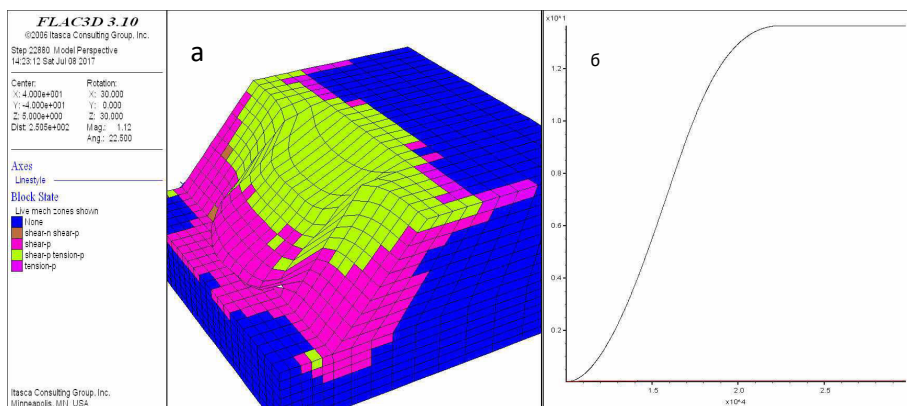 FLAC3D 3.10
©2006 Itasca Consulting Group, Inc.
Step 22880 Model Perspective
14:23:12 Sat Jul 08 2017
Center: Rotation:
X: 4.000e+001 X: 30.000
Y: -4.000e+001 Y: 0.000
Z: 5.000e+000 Z: 30.000
Dist: 2.505e+002 Mag.: 1.12
Ang.: 22.500
Axes
Linestyle
Block State
Live mech zones shown
None
shear-n shear-p
shear-p
shear-p tension-p
tension-p
Itasca Consulting Group, Inc.
Minneapolis, MN USA
а
x10^1
б
1.2
1.0
0.8
0.6
0.4
0.2
1.5 2.0 2.5
x10^4